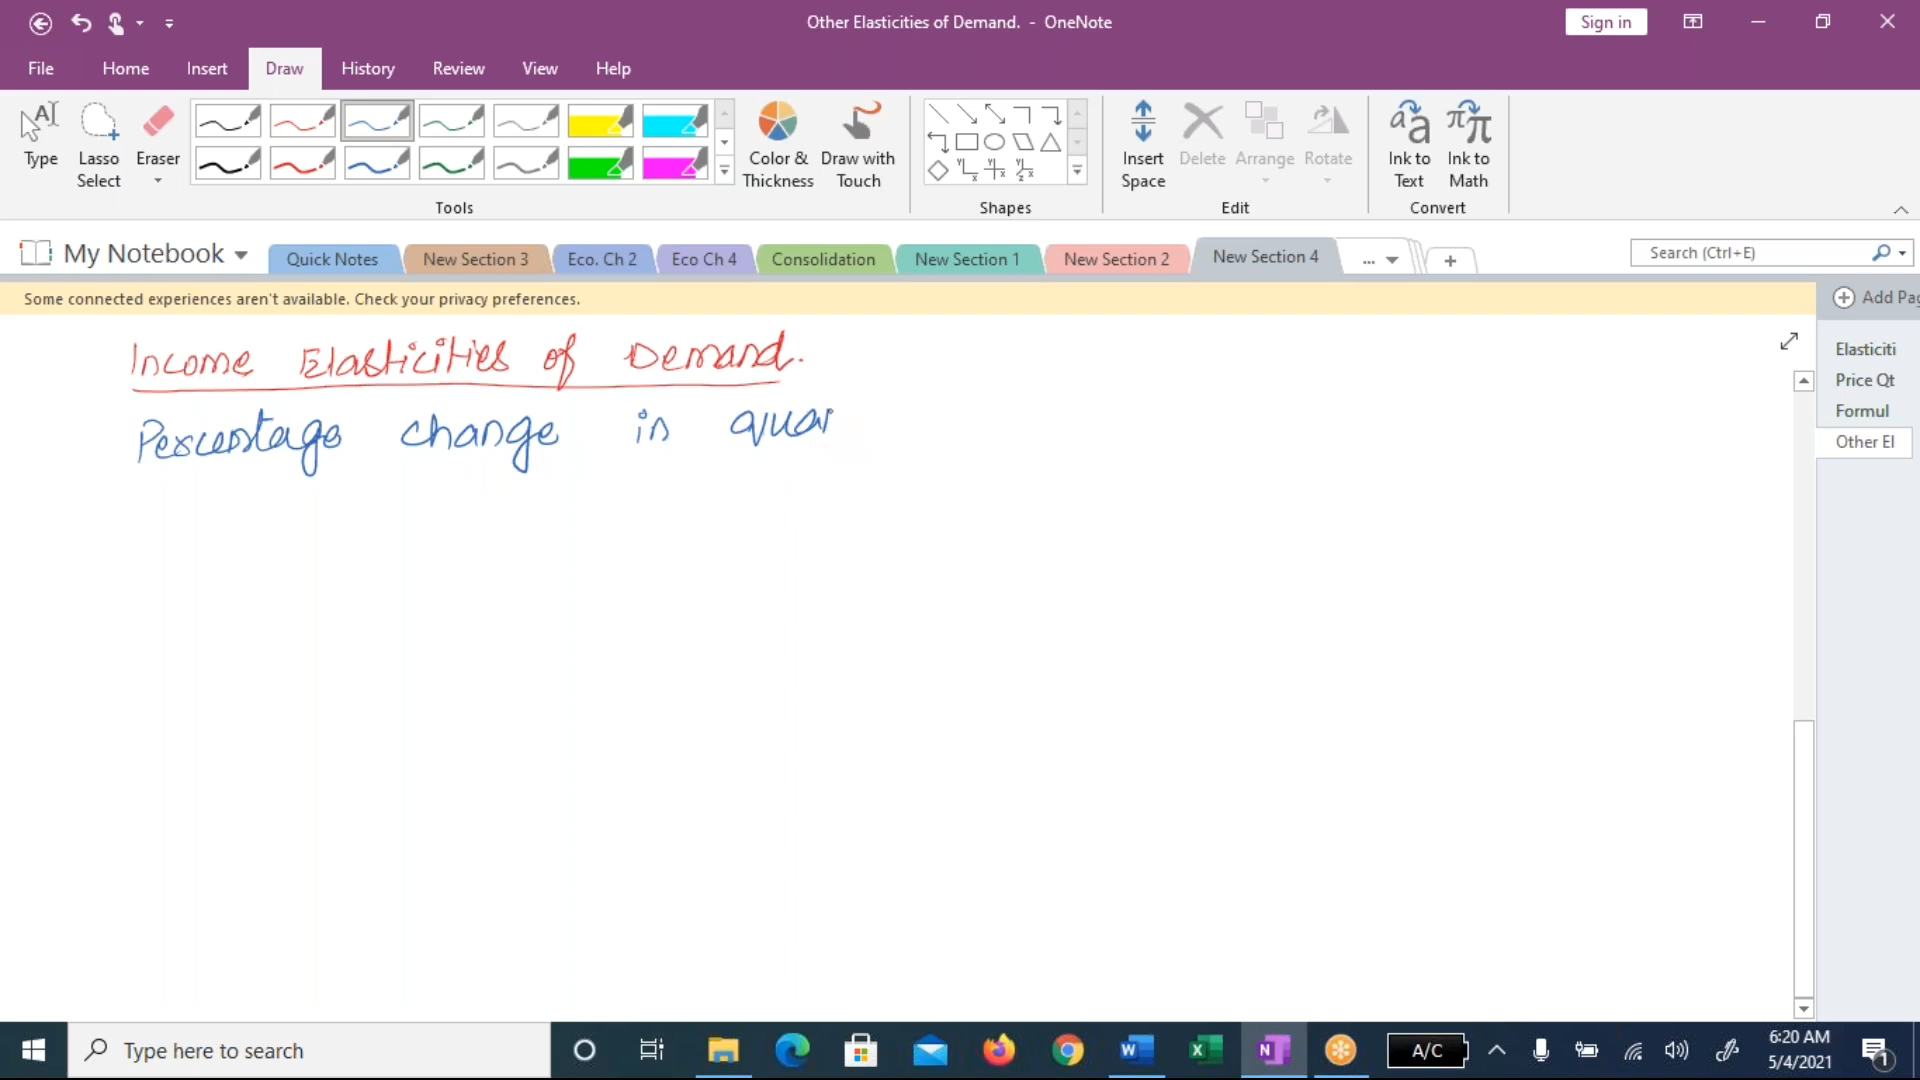 Other Elasticities of Demand. - OneNote
Sign in
File Home Insert Draw History Review View Help
Type
Lasso Select
Eraser
Color & Thickness
Draw with Touch
Insert Space
Delete
Arrange
Rotate
Ink to Text
Ink to Math
Tools Shapes Edit Convert
My Notebook
Quick Notes New Section 3 Eco. Ch 2 Eco Ch 4 Consolidation New Section 1 New Section 2 New Section 4 ...
Search (Ctrl+E)
Some connected experiences aren't available. Check your privacy preferences.
Add Pag
Elasticiti
Price Qt
Formul
Other El
Income Elasticities of Demand.
Percentage change in quan
Type here to search
A/C
6:20 AM
5/4/2021
1